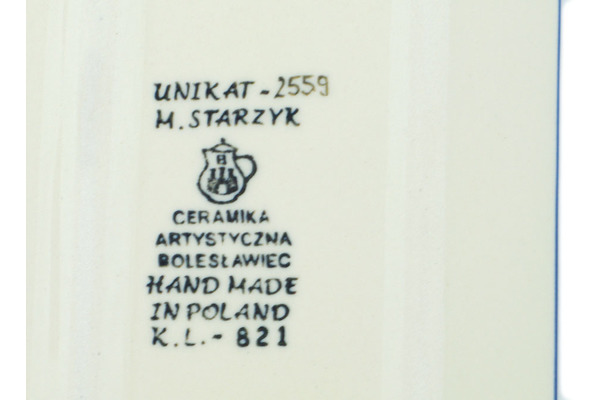 UNIKAT - 2559
M. STARZYK
B
CERAMIKA
ARTYSTYCZNA
BOLESŁAWIEC
HAND MADE
IN POLAND
K.L.- 821